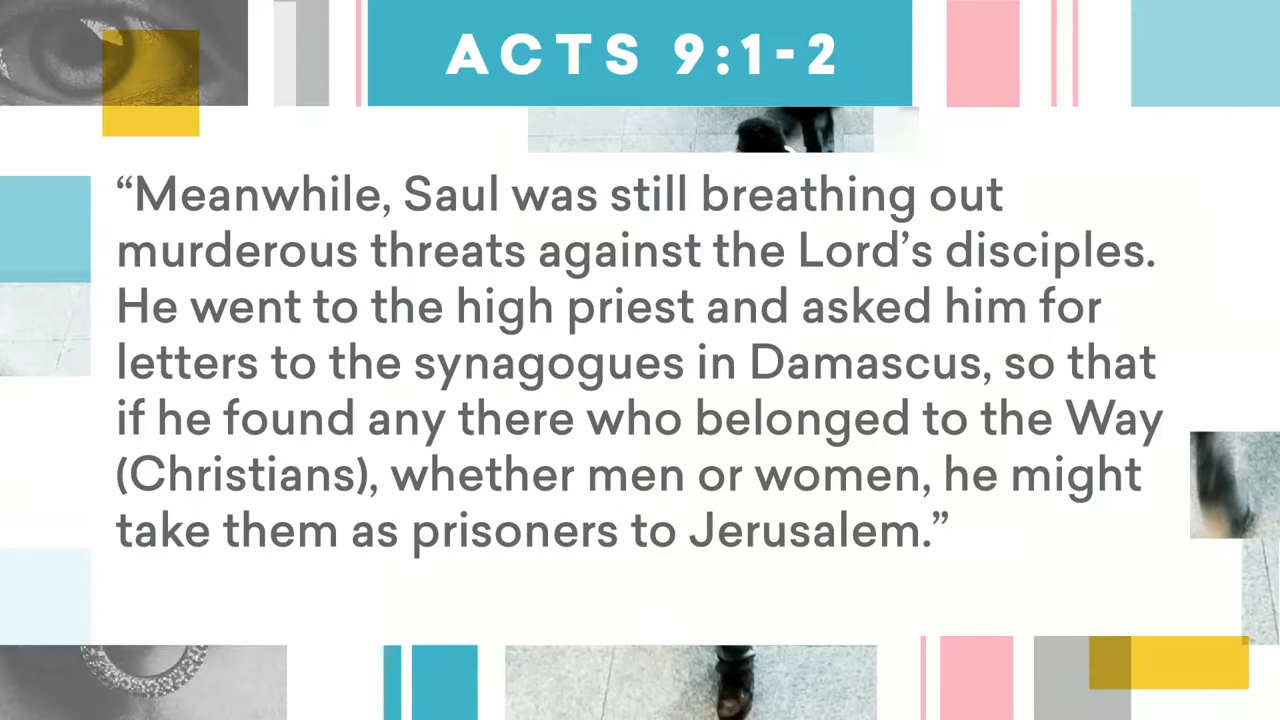 ACTS 9:1-2
“Meanwhile, Saul was still breathing out
murderous threats against the Lord’s disciples.
He went to the high priest and asked him for
letters to the synagogues in Damascus, so that
if he found any there who belonged to the Way
(Christians), whether men or women, he might
take them as prisoners to Jerusalem.”